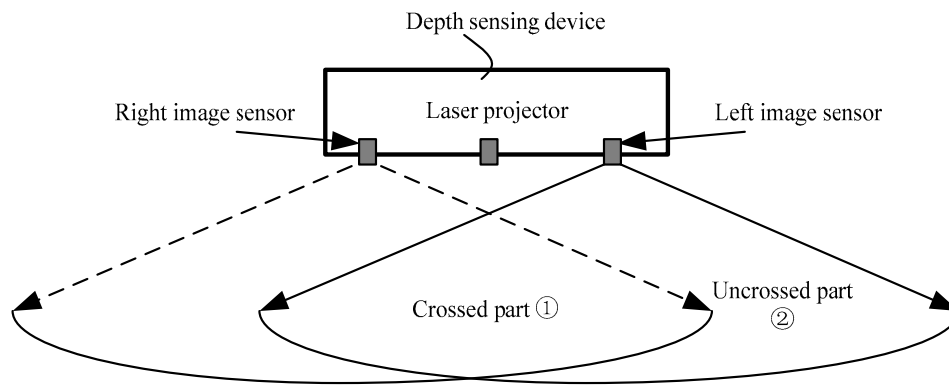 Depth sensing device
Right image sensor
Laser projector
Left image sensor
Crossed part ①
Uncrossed part
②